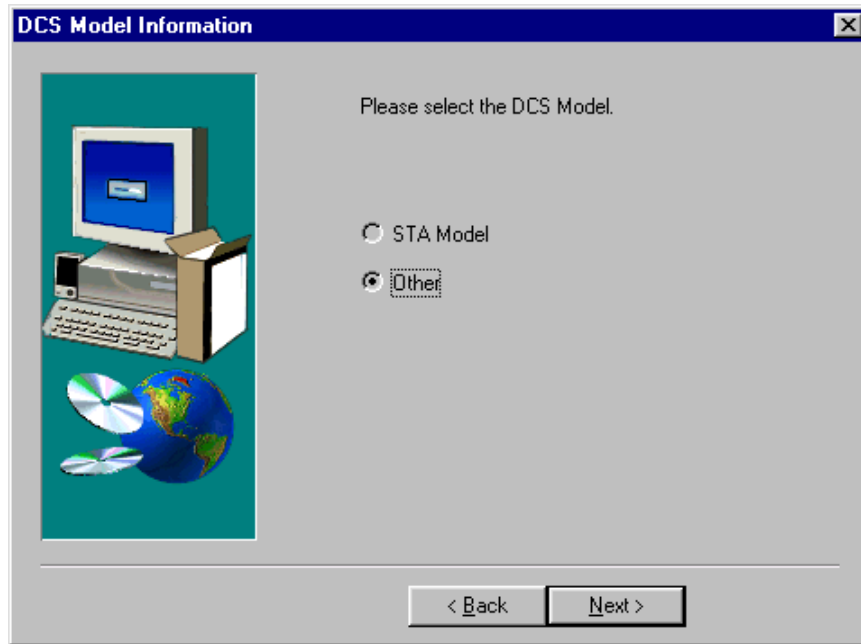 DCS Model Information
Please select the DCS Model.
STA Model
Other
< Back
Next >